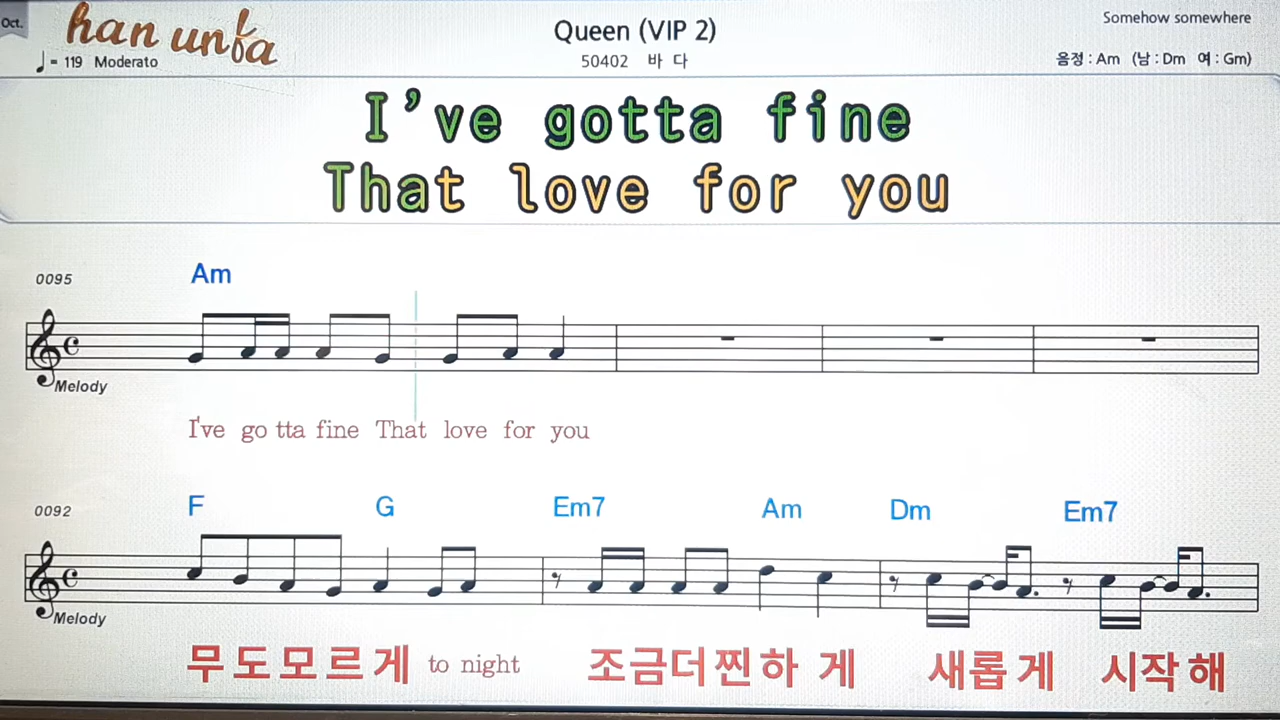 Oct.
han unfa
Queen (VIP 2)
Somehow somewhere
♩ = 119 Moderato
50402 바 다
음정 : Am (남 : Dm 여 : Gm)
I've gotta fine
That love for you
0095
Am
Melody
I've go tta fine That love for you
0092
F G Em7 Am Dm Em7
Melody
무도모르게 to night 조금더찐하 게 새롭게 시작해